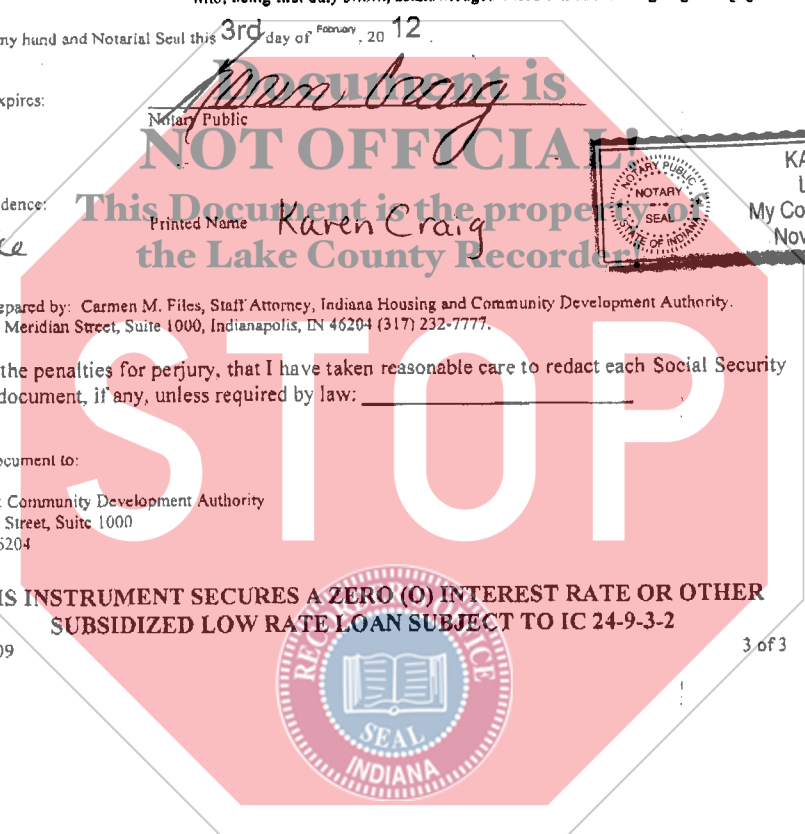 my hand and Notarial Seal this 3rd day of February, 20 12.
Document is
xpires:
Karen Craig
Notary Public
NOT OFFICIAL!
KA
L
My Co
Nov
NOTARY PUBLIC
NOTARY
SEAL
STATE OF INDIANA
dence:
This Document is the property of
Printed Name Karen Craig
the Lake County Recorder!
epared by: Carmen M. Files, Staff Attorney, Indiana Housing and Community Development Authority.
Meridian Street, Suite 1000, Indianapolis, IN 46204 (317) 232-7777.
STOP
the penalties for perjury, that I have taken reasonable care to redact each Social Security
document, if any, unless required by law:
ocument to:
Community Development Authority
Street, Suite 1000
6204
IS INSTRUMENT SECURES A ZERO (O) INTEREST RATE OR OTHER
SUBSIDIZED LOW RATE LOAN SUBJECT TO IC 24-9-3-2
09
3 of 3
RECORDER'S OFFICE
SEAL
INDIANA